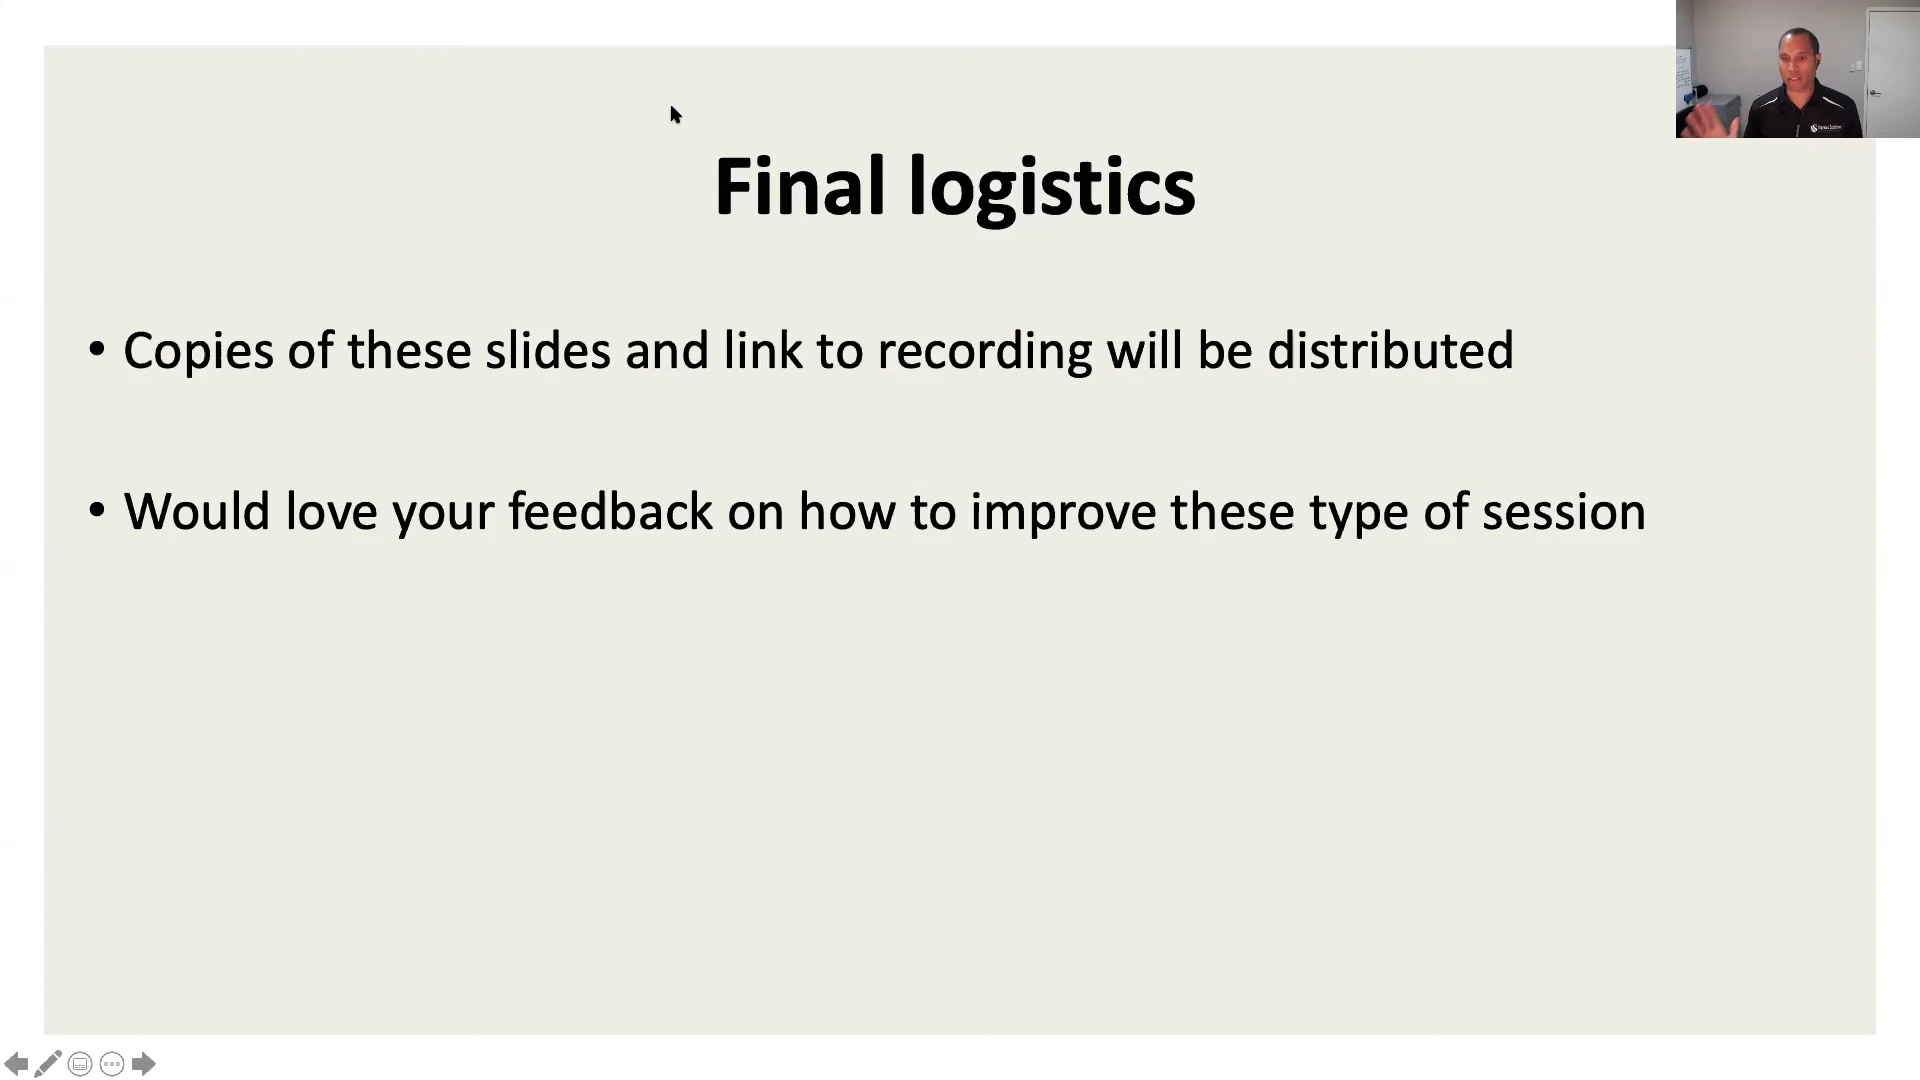 Final logistics
• Copies of these slides and link to recording will be distributed
• Would love your feedback on how to improve these type of session